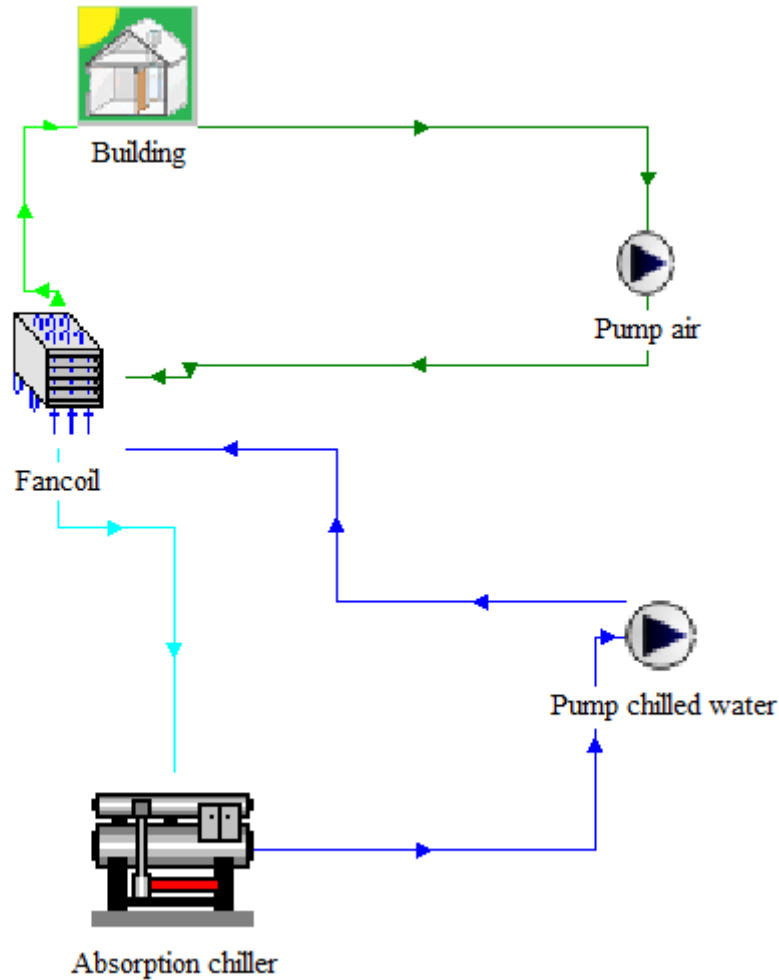 Building
Pump air
Fancoil
Pump chilled water
Absorption chiller